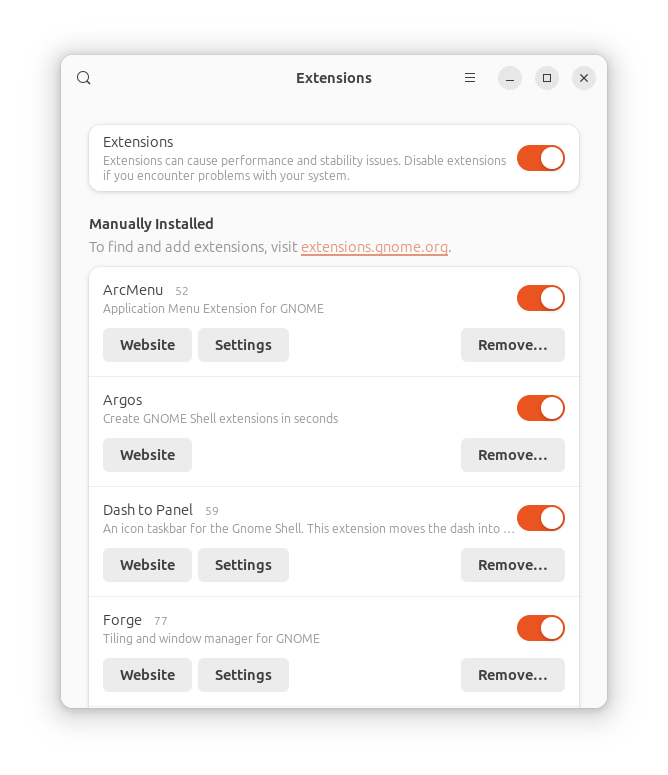 Extensions
Extensions
Extensions can cause performance and stability issues. Disable extensions
if you encounter problems with your system.
Manually Installed
To find and add extensions, visit extensions.gnome.org.
ArcMenu 52
Application Menu Extension for GNOME
Website Settings Remove...
Argos
Create GNOME Shell extensions in seconds
Website Remove...
Dash to Panel 59
An icon taskbar for the Gnome Shell. This extension moves the dash into ...
Website Settings Remove...
Forge 77
Tiling and window manager for GNOME
Website Settings Remove...